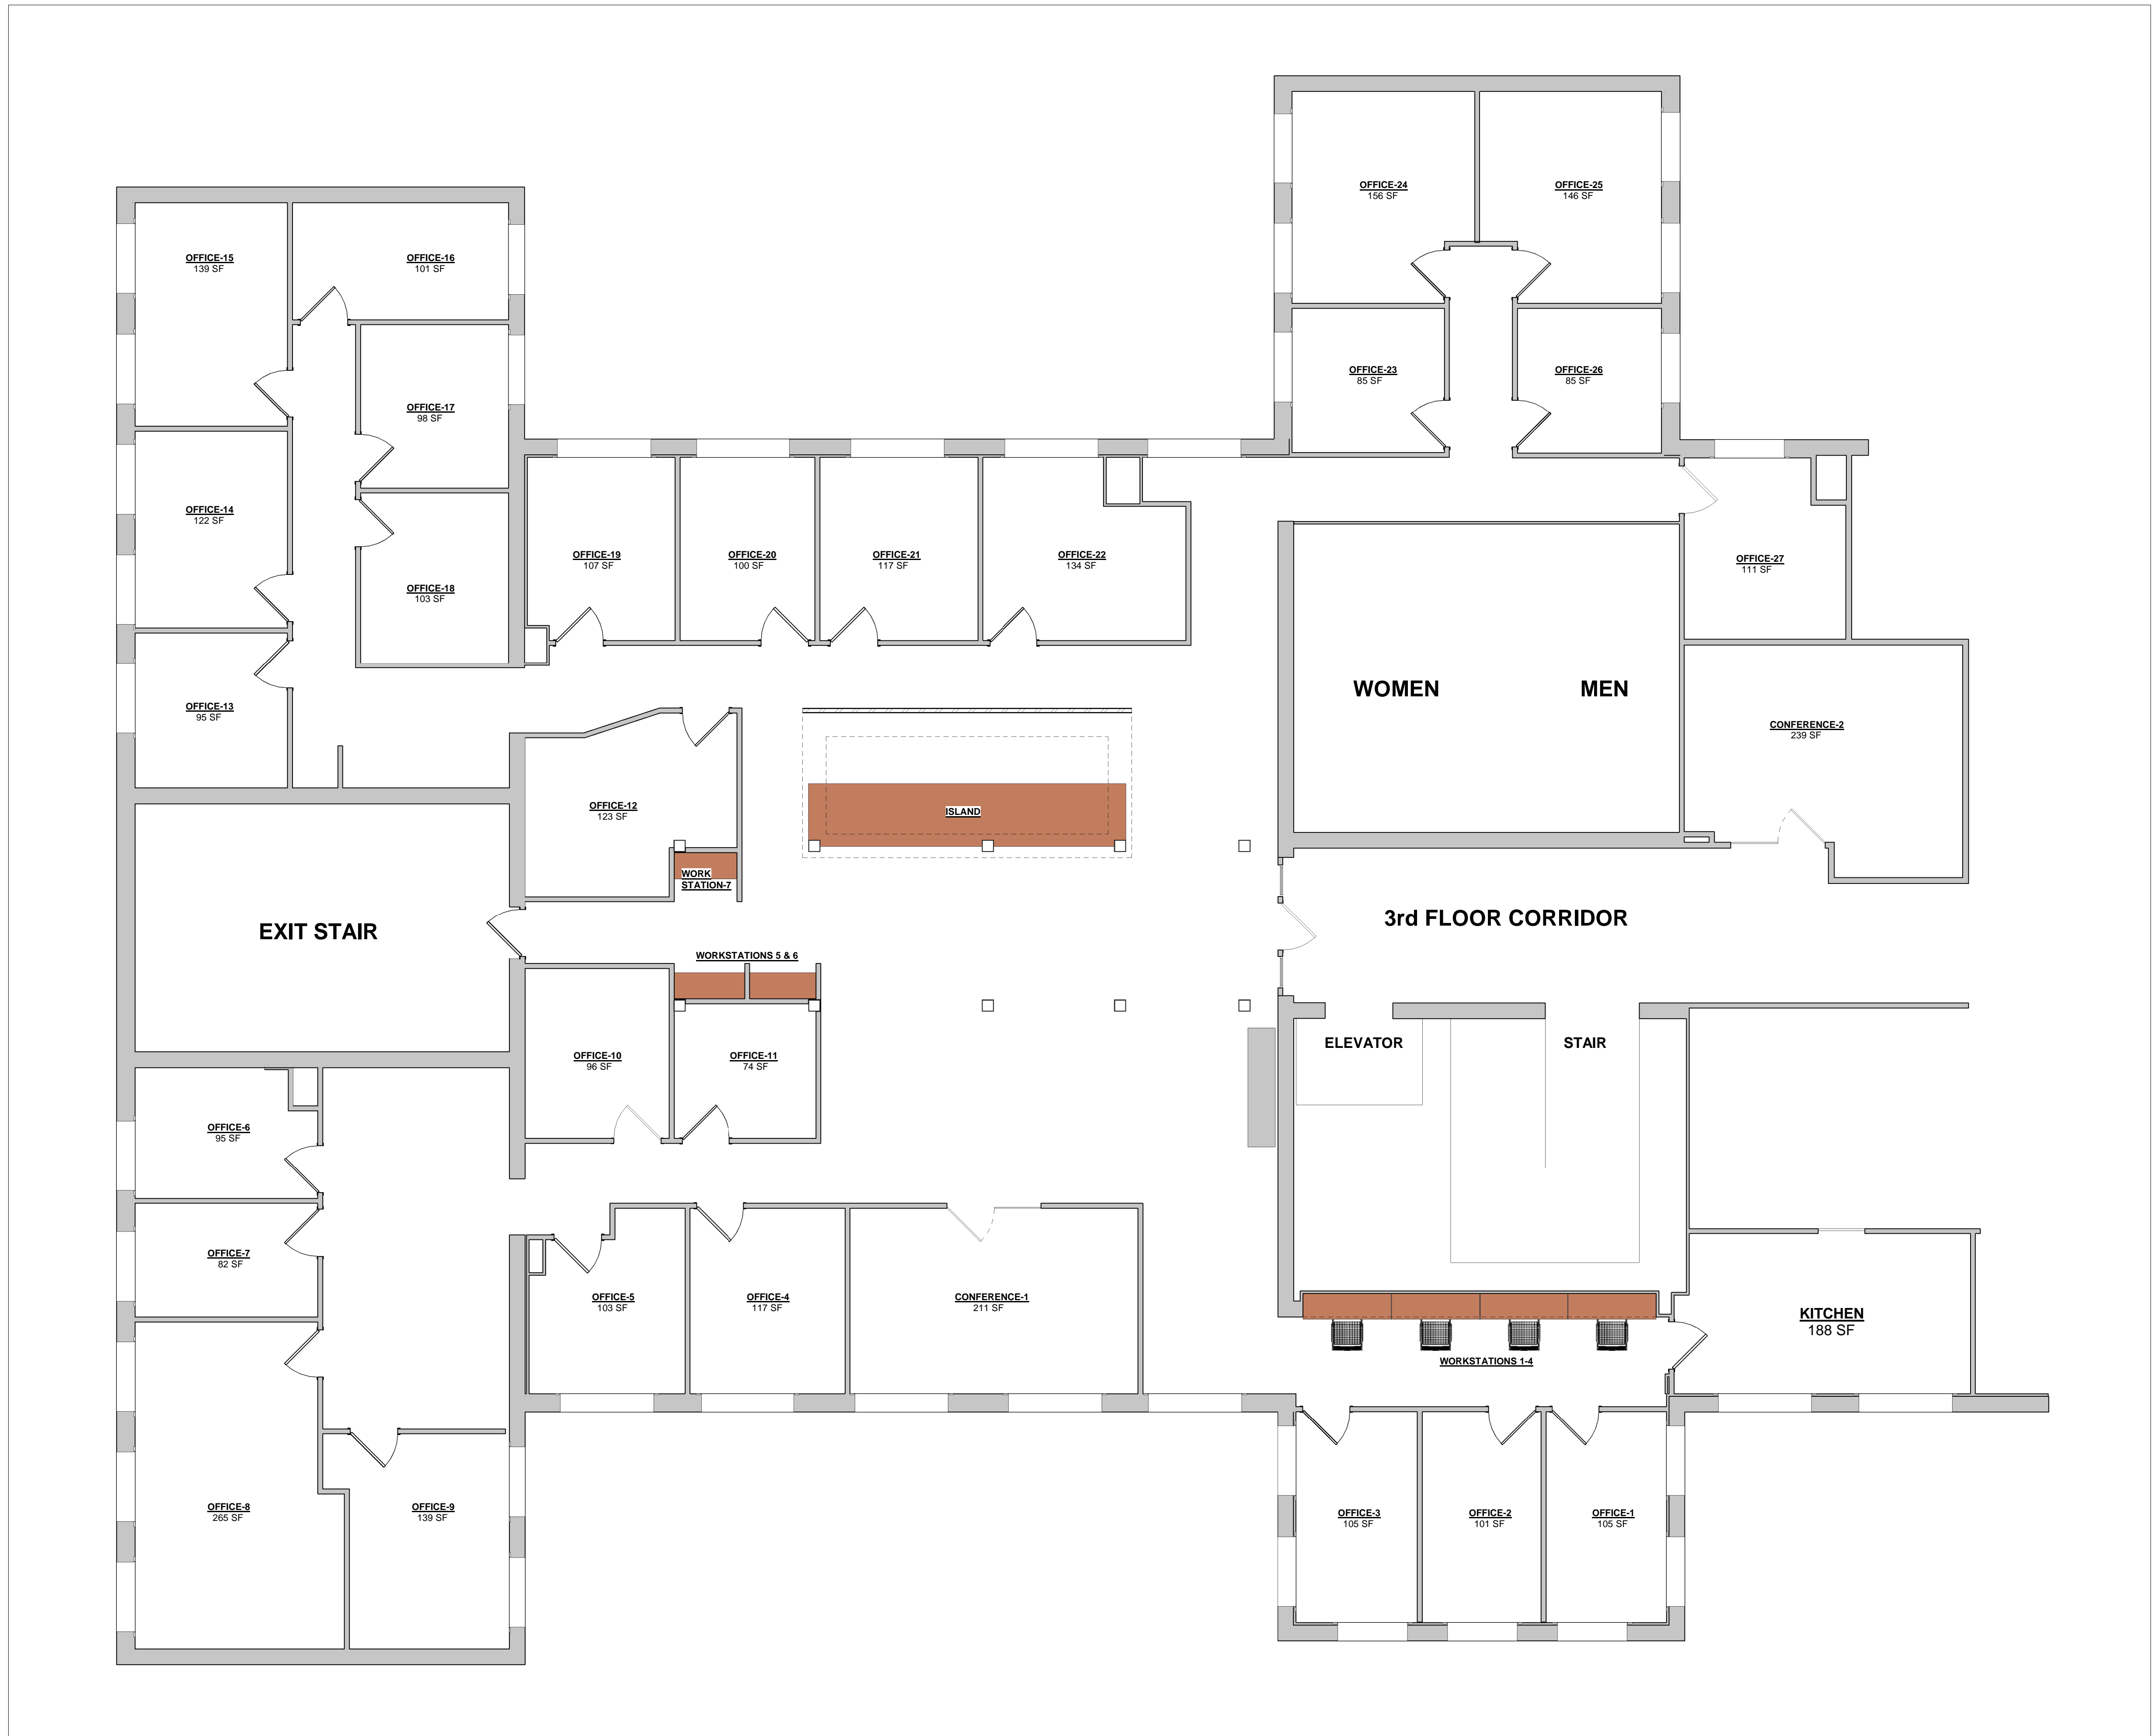 OFFICE-24
156 SF
OFFICE-25
146 SF
OFFICE-15
139 SF
OFFICE-16
101 SF
OFFICE-23
85 SF
OFFICE-26
85 SF
OFFICE-17
98 SF
OFFICE-14
122 SF
OFFICE-19
107 SF
OFFICE-20
100 SF
OFFICE-21
117 SF
OFFICE-22
134 SF
OFFICE-27
111 SF
OFFICE-18
103 SF
WOMEN
MEN
OFFICE-13
95 SF
CONFERENCE-2
239 SF
OFFICE-12
123 SF
ISLAND
WORK
STATION-7
EXIT STAIR
3rd FLOOR CORRIDOR
WORKSTATIONS 5 & 6
ELEVATOR
STAIR
OFFICE-10
96 SF
OFFICE-11
74 SF
OFFICE-6
95 SF
OFFICE-7
82 SF
OFFICE-5
103 SF
OFFICE-4
117 SF
CONFERENCE-1
211 SF
KITCHEN
188 SF
WORKSTATIONS 1-4
OFFICE-8
265 SF
OFFICE-9
139 SF
OFFICE-3
105 SF
OFFICE-2
101 SF
OFFICE-1
105 SF